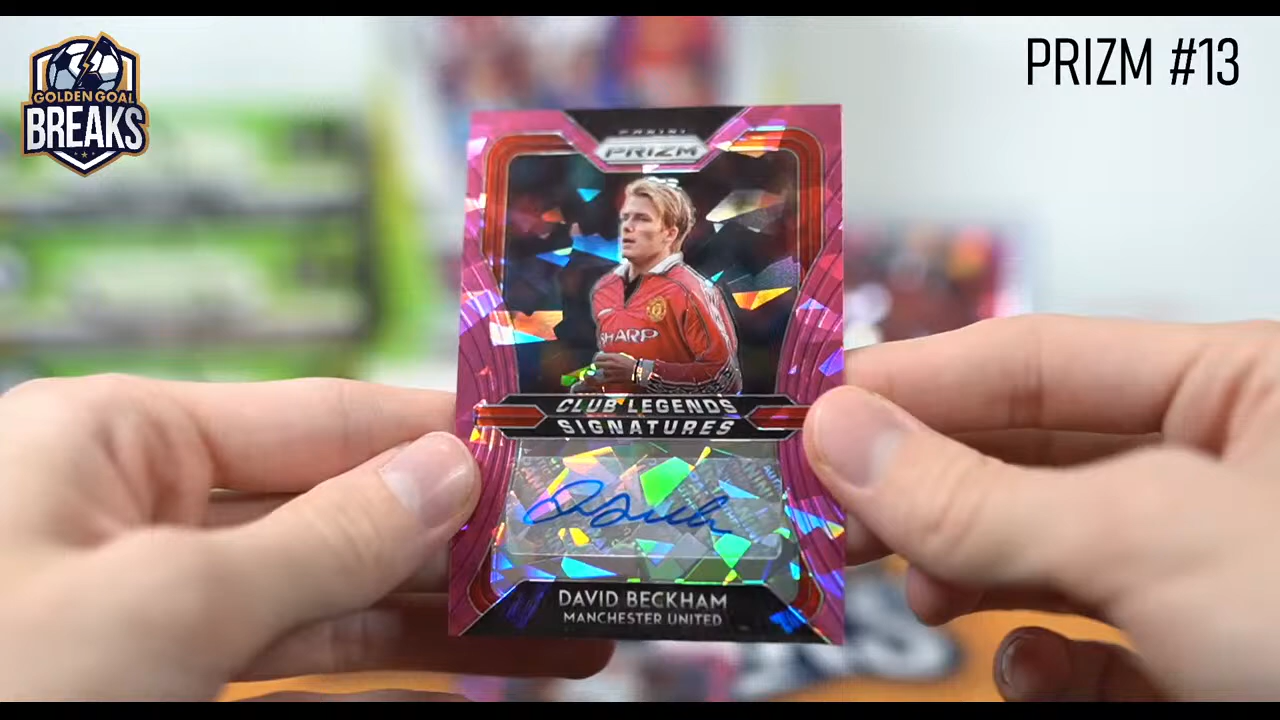 GOLDEN GOAL
BREAKS
PRIZM #13
PANINI
PRIZM
SHARP
CLUB LEGENDS
SIGNATURES
DAVID BECKHAM
MANCHESTER UNITED